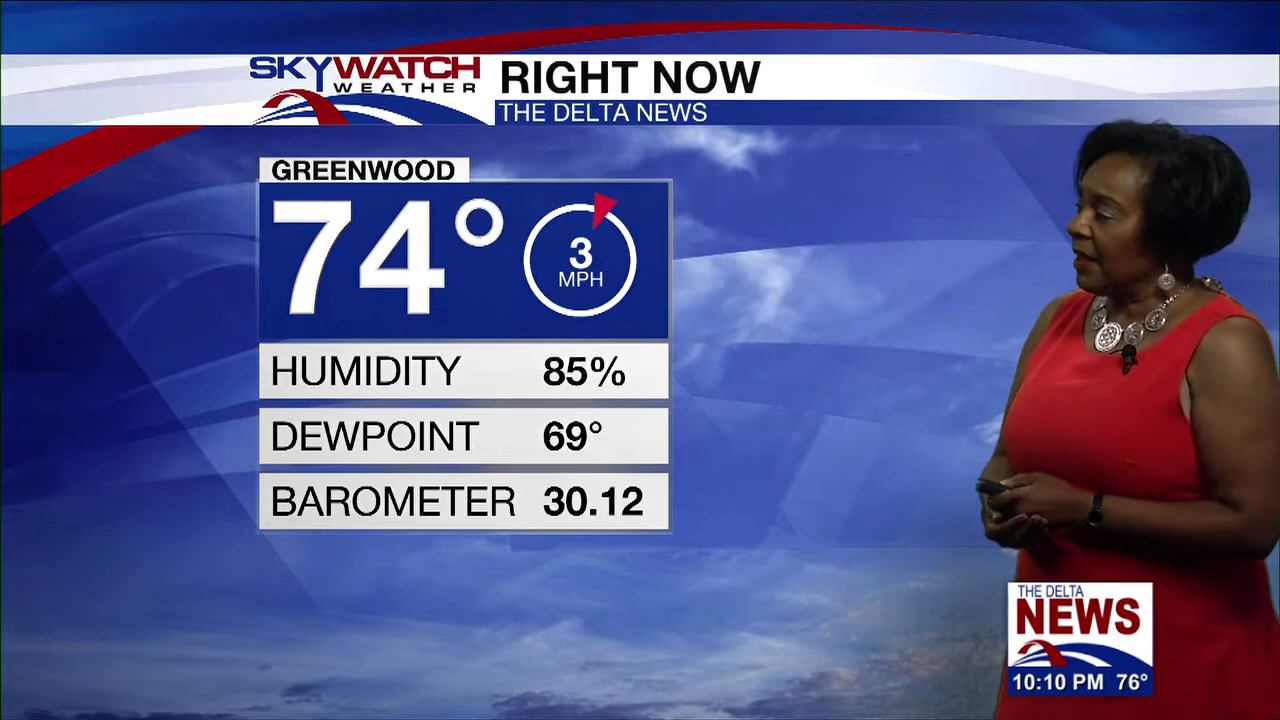 SKYWATCH
WEATHER
RIGHT NOW
THE DELTA NEWS
GREENWOOD
74°
3
MPH
HUMIDITY 85%
DEWPOINT 69°
BAROMETER 30.12
THE DELTA
NEWS
10:10 PM 76°